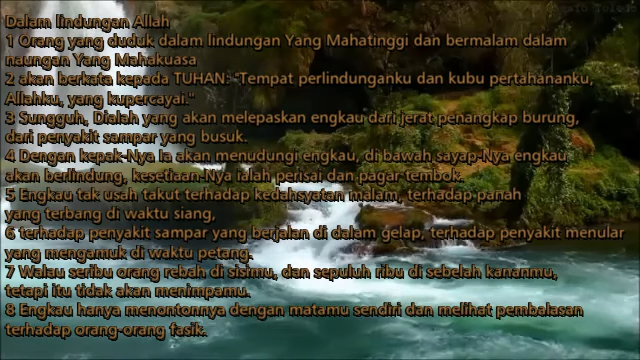 Dalam lindungan Allah
1 Orang yang duduk dalam lindungan Yang Mahatinggi dan bermalam dalam
naungan Yang Mahakuasa
2 akan berkata kepada TUHAN: "Tempat perlindunganku dan kubu pertahananku,
Allahku, yang kupercayai."
3 Sungguh, Dialah yang akan melepaskan engkau dari jerat penangkap burung,
dari penyakit sampar yang busuk.
4 Dengan kepak-Nya Ia akan menudungi engkau, di bawah sayap-Nya engkau
akan berlindung, kesetiaan-Nya ialah perisai dan pagar tembok.
5 Engkau tak usah takut terhadap kedahsyatan malam, terhadap panah
yang terbang di waktu siang,
6 terhadap penyakit sampar yang berjalan di dalam gelap, terhadap penyakit menular
yang mengamuk di waktu petang.
7 Walau seribu orang rebah di sisimu, dan sepuluh ribu di sebelah kananmu,
tetapi itu tidak akan menimpamu.
8 Engkau hanya menontonnya dengan matamu sendiri dan melihat pembalasan
terhadap orang-orang fasik.